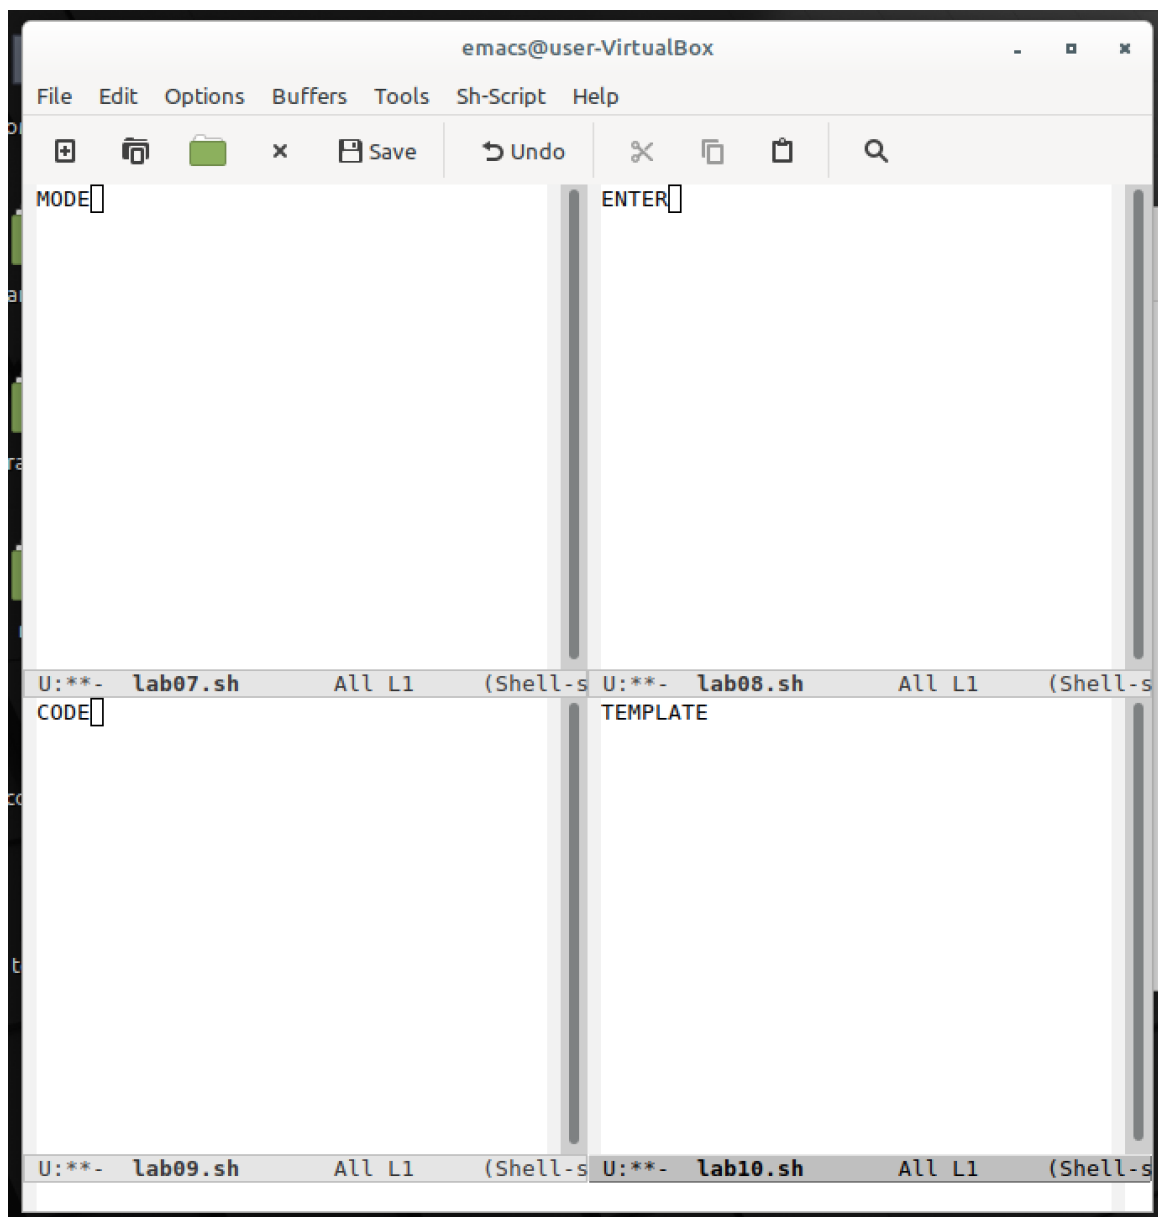 emacs@user-VirtualBox
File Edit Options Buffers Tools Sh-Script Help
Save Undo
MODE
ENTER
U:**- lab07.sh All L1 (Shell-s
U:**- lab08.sh All L1 (Shell-s
CODE
TEMPLATE
U:**- lab09.sh All L1 (Shell-s
U:**- lab10.sh All L1 (Shell-s